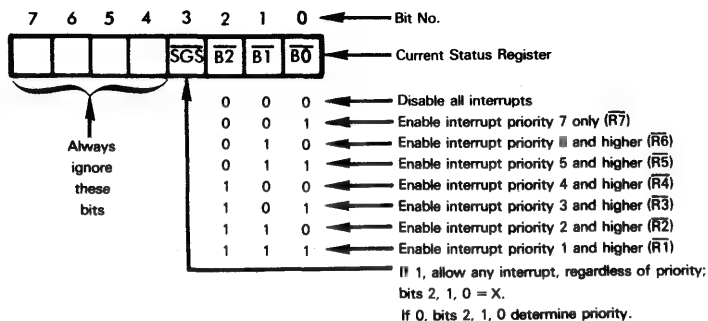 7 6 5 4 3 2 1 0 Bit No.
SGS B2 B1 B0 Current Status Register
0 0 0 Disable all interrupts
0 0 1 Enable interrupt priority 7 only (R7)
0 1 0 Enable interrupt priority and higher (R6)
0 1 1 Enable interrupt priority 5 and higher (R5)
1 0 0 Enable interrupt priority 4 and higher (R4)
1 0 1 Enable interrupt priority 3 and higher (R3)
1 1 0 Enable interrupt priority 2 and higher (R2)
1 1 1 Enable interrupt priority 1 and higher (R1)
Always
ignore
these
bits
1, allow any interrupt, regardless of priority;
bits 2, 1, 0 = X.
If 0, bits 2, 1, 0 determine priority.